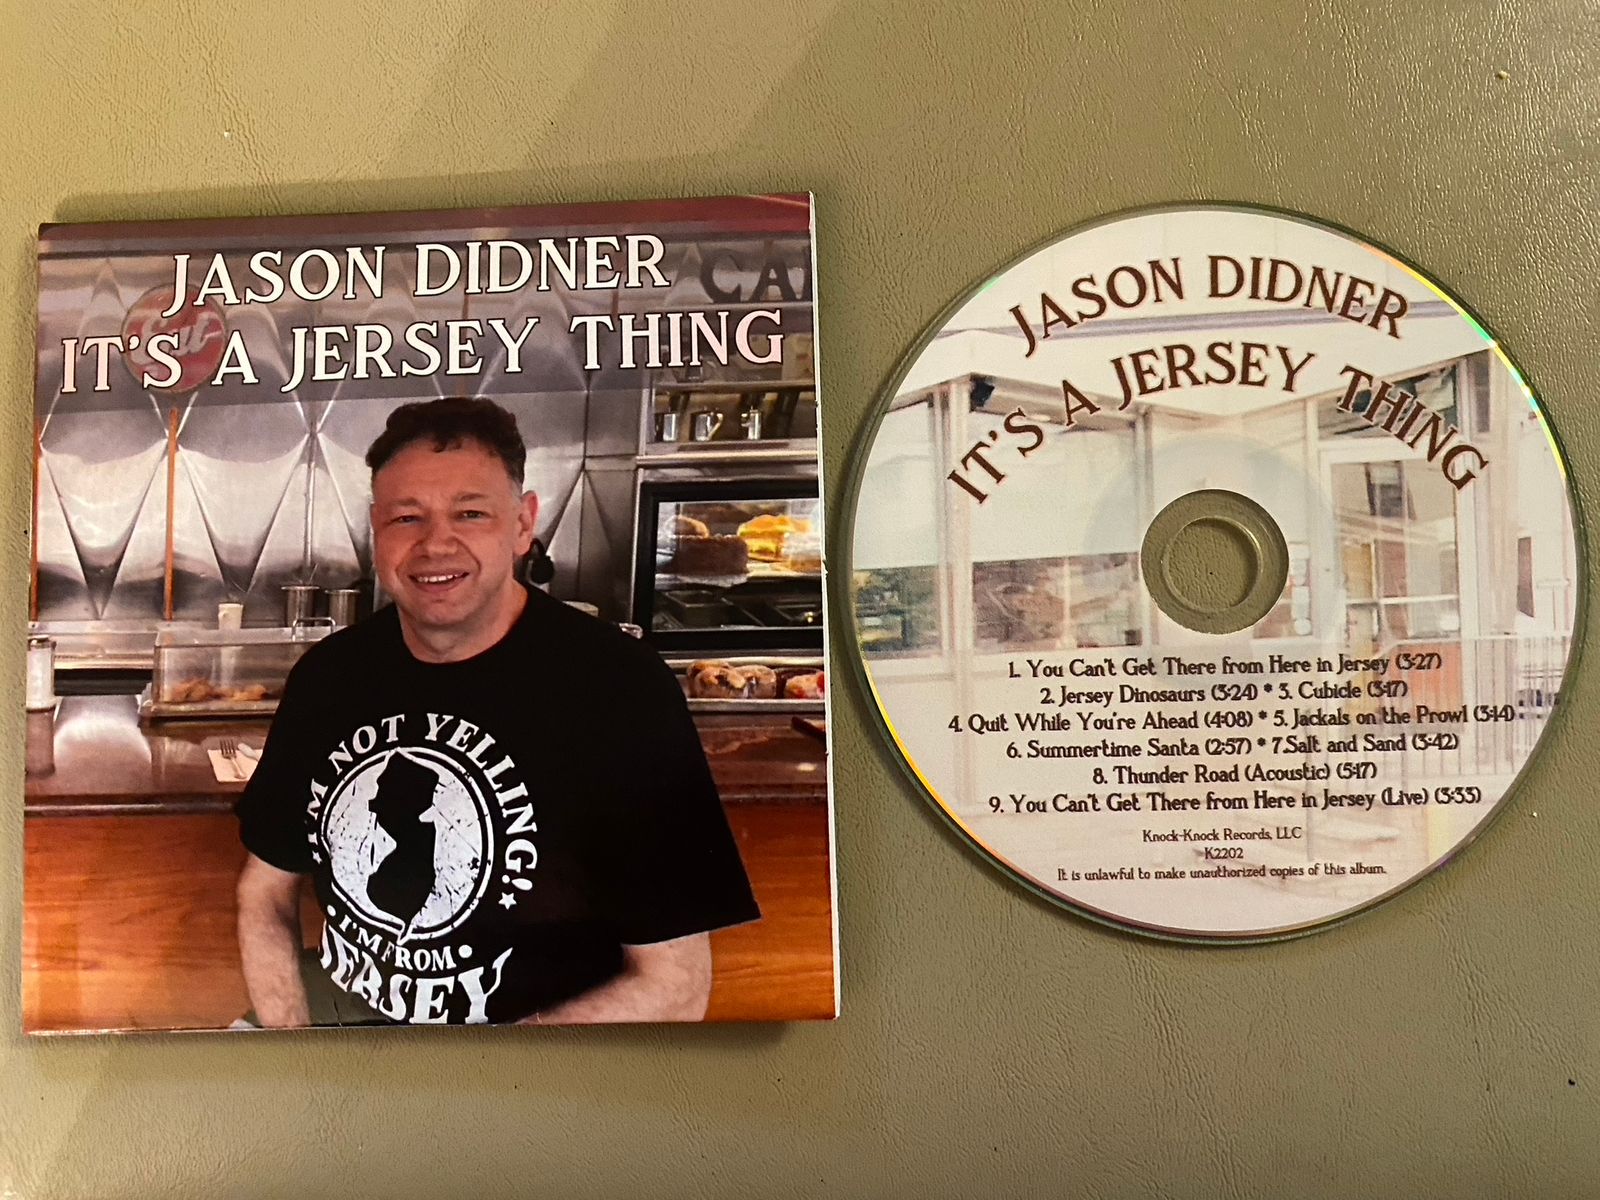 JASON DIDNER
IT'S A JERSEY THING
Eat
CA
I'M NOT YELLING!
I'M FROM
JERSEY
JASON DIDNER
IT'S A JERSEY THING
1. You Can't Get There from Here in Jersey (3:27)
2. Jersey Dinosaurs (3:24) * 3. Cubicle (3:17)
4. Quit While You're Ahead (4:08) * 5. Jackals on the Prowl (3:14)
6. Summertime Santa (2:57) * 7.Salt and Sand (3:42)
8. Thunder Road (Acoustic) (5:17)
9. You Can't Get There from Here in Jersey (Live) (3:33)
Knock-Knock Records, LLC
K2202
It is unlawful to make unauthorized copies of this album.